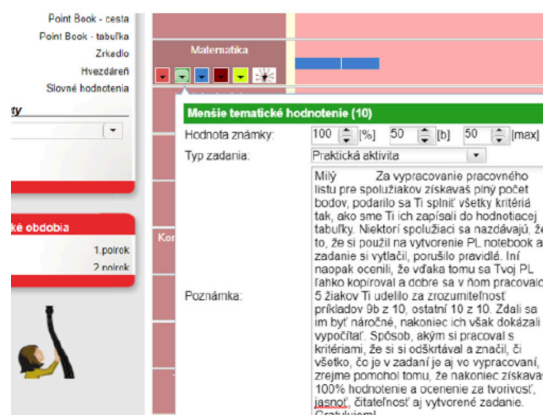 Point Book - cesta
Point Book - tabuľka
Zrkadlo
Hvezdáreň
Slovné hodnotenia
ty
ké obdobia
1.polrok
2.polrok
Matematika
Kor
Menšie tematické hodnotenie (10)
Hodnota známky: 100 [%] 50 [b] 50 [max]
Typ zadania: Praktická aktivita
Poznámka:
Milý Za vypracovanie pracovného
listu pre spolužiakov získavaš plný počet
bodov, podarilo sa Ti splniť všetky kritériá
tak, ako sme Ti ich zapísali do hodnotiacej
tabuľky. Niektorí spolužiaci sa nazdávajú, že
to, že si použil na vytvorenie PL notebook a
zadanie si vytlačil, porušilo pravidlá. Iní
naopak ocenili, že vďaka tomu sa Tvoj PL
ľahko kopíroval a dobre sa v ňom pracovalo
5 žiakov Ti udelilo za zrozumiteľnosť
príkladov 9b z 10, ostatní 10 z 10. Zdali sa
im byť náročné, nakoniec ich však dokázali
vypočítať. Spôsob, akým si pracoval s
kritériami, že si si odškrtával a značil, či
všetko, čo je v zadaní je aj vo vypracovaní,
zrejme pomohol tomu, že nakoniec získavaš
100% hodnotenie a ocenenie za tvorivosť,
jasnoť, čitateľnosť aj vytvorené zadanie.
Gratulujem!